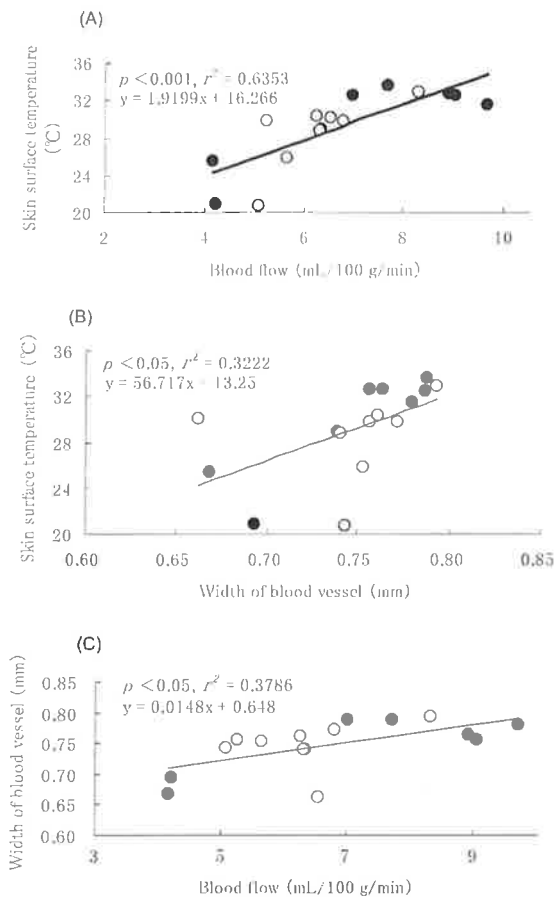 (A)
p <0.001, r² = 0.6353
y = 1.9199x + 16.266
36
32
28
24
20
Skin surface temperature
(℃)
2 4 6 8 10
Blood flow (mL/100 g/min)
(B)
p <0.05, r² = 0.3222
y = 56.717x - 13.25
36
32
28
24
20
Skin surface temperature (℃)
0.60 0.65 0.70 0.75 0.80 0.85
Width of blood vessel (mm)
(C)
p <0.05, r² = 0.3786
y = 0.0148x + 0.648
0.85
0.80
0.75
0.70
0.65
0.60
Width of blood vessel (mm)
3 5 7 9
Blood flow (mL/100 g/min)